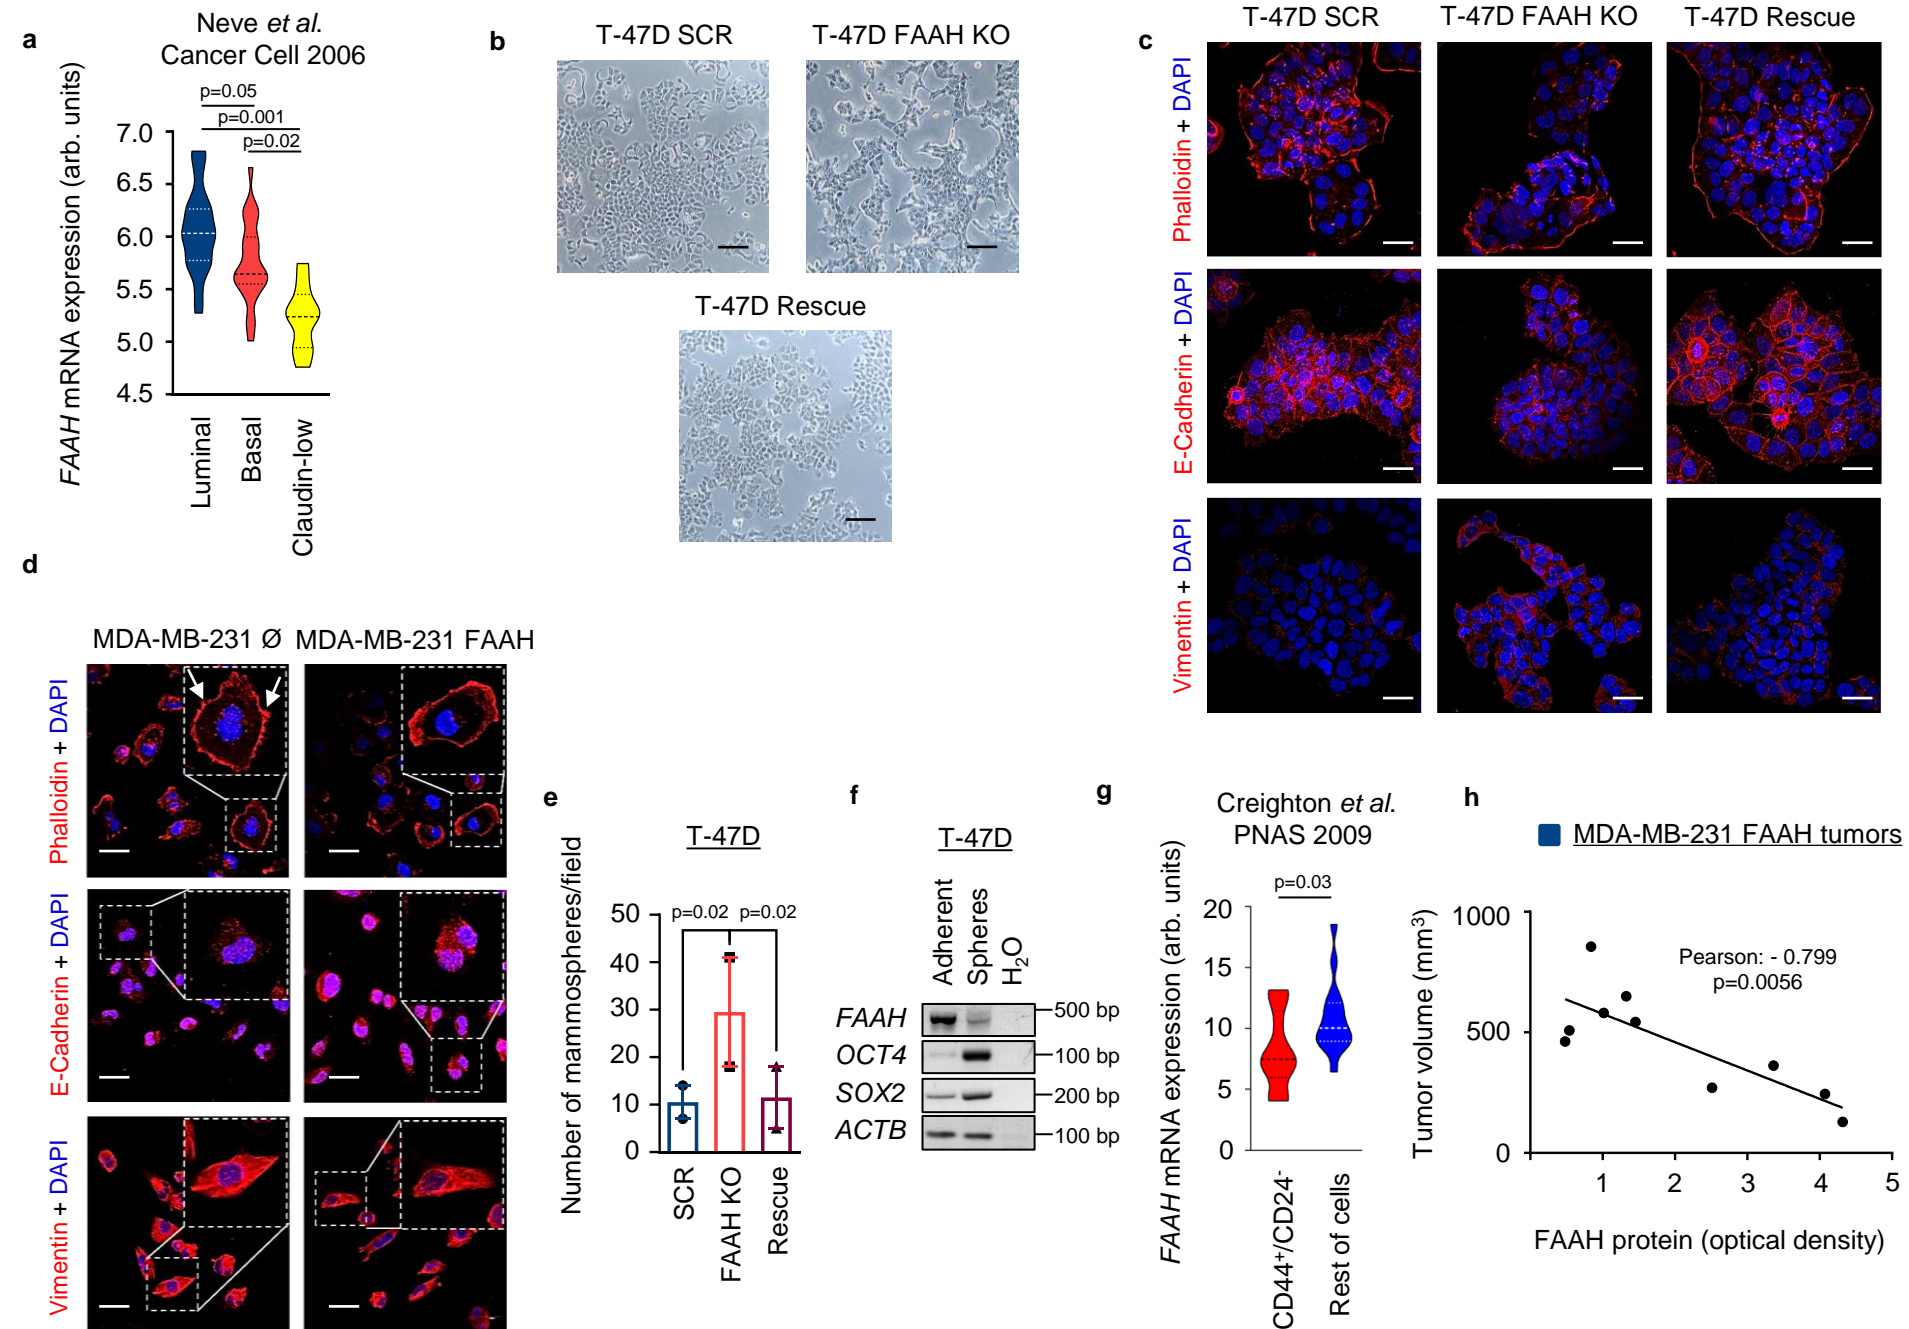 a
Neve et al.
Cancer Cell 2006
FAAH mRNA expression (arb. units)
p=0.05
p=0.001
p=0.02
7.0
6.5
6.0
5.5
5.0
4.5
Luminal
Basal
Claudin-low
b
T-47D SCR
T-47D FAAH KO
T-47D Rescue
c
T-47D SCR
T-47D FAAH KO
T-47D Rescue
Phalloidin + DAPI
E-Cadherin + DAPI
Vimentin + DAPI
d
MDA-MB-231 Ø
MDA-MB-231 FAAH
Phalloidin + DAPI
E-Cadherin + DAPI
Vimentin + DAPI
e
T-47D
Number of mammospheres/field
50
40
30
20
10
0
p=0.02
p=0.02
SCR
FAAH KO
Rescue
f
T-47D
Adherent
Spheres
H₂O
FAAH
500 bp
OCT4
100 bp
SOX2
200 bp
ACTB
100 bp
g
Creighton et al.
PNAS 2009
FAAH mRNA expression (arb. units)
p=0.03
20
15
10
5
0
CD44⁺/CD24⁻
Rest of cells
h
MDA-MB-231 FAAH tumors
Tumor volume (mm³)
1000
500
0
Pearson: - 0.799
p=0.0056
1
2
3
4
5
FAAH protein (optical density)